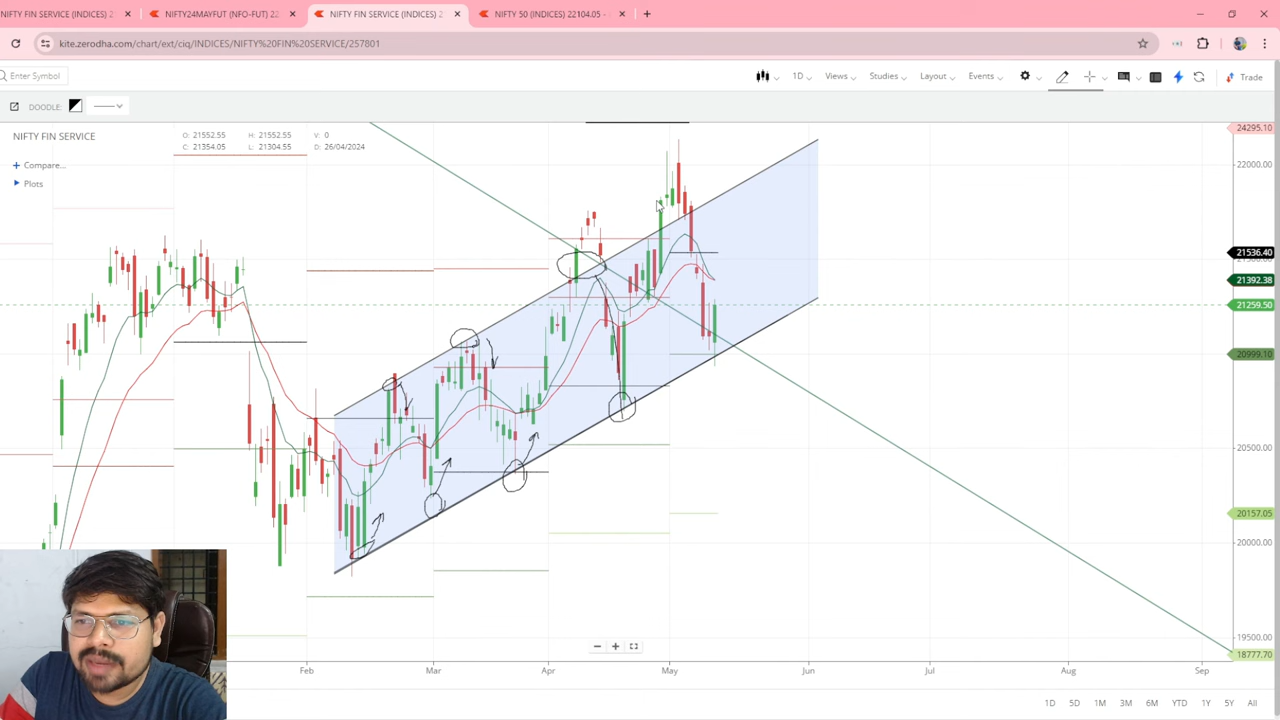 NIFTY FIN SERVICE (INDICES) 2
NIFTY24MAYFUT (NFO-FUT) 22
NIFTY FIN SERVICE (INDICES) 2
NIFTY 50 (INDICES) 22104.05 -
kite.zerodha.com/chart/ext/ciq/INDICES/NIFTY%20FIN%20SERVICE/257801
Enter Symbol
1D
Views
Studies
Layout
Events
Trade
DOODLE:
NIFTY FIN SERVICE
O: 21552.55 H: 21552.55 V: 0
C: 21354.05 L: 21304.55 D: 26/04/2024
Compare...
Plots
24295.10
22000.00
21536.40
21392.38
21259.50
20999.10
20500.00
20157.05
20000.00
19500.00
18777.70
Feb Mar Apr May Jun Jul Aug Sep
1D 5D 1M 3M 6M YTD 1Y 5Y All